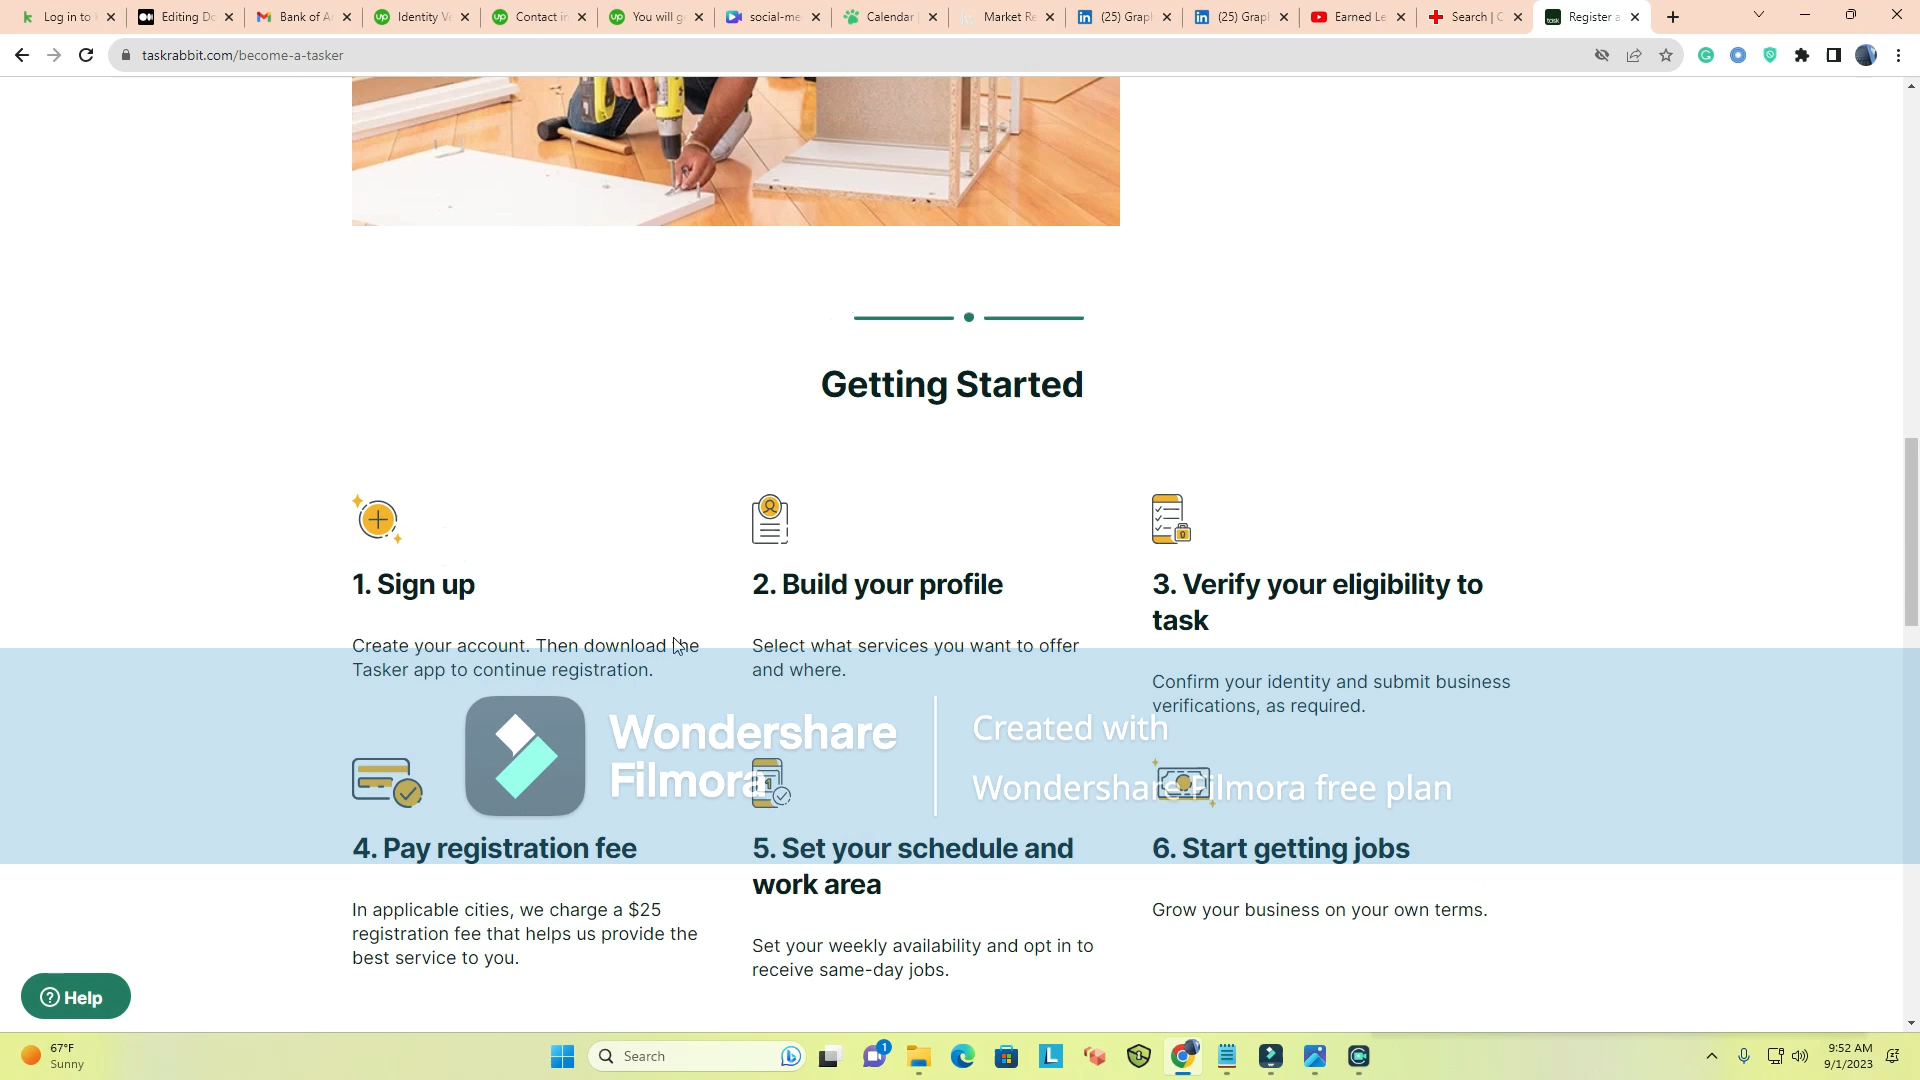 Log in to
Editing Do
Bank of A
Identity Ve
Contact in
You will g
social-me
Calendar
Market Re
(25) Grap
(25) Grap
Earned Le
Search | C
Register a
taskrabbit.com/become-a-tasker
Getting Started
1. Sign up
Create your account. Then download the
Tasker app to continue registration.
2. Build your profile
Select what services you want to offer
and where.
3. Verify your eligibility to
task
Confirm your identity and submit business
verifications, as required.
Wondershare
Filmora
Created with
Wondershare Filmora free plan
4. Pay registration fee
In applicable cities, we charge a $25
registration fee that helps us provide the
best service to you.
5. Set your schedule and
work area
Set your weekly availability and opt in to
receive same-day jobs.
6. Start getting jobs
Grow your business on your own terms.
Help
67°F
Sunny
Search
1
9:52 AM
9/1/2023